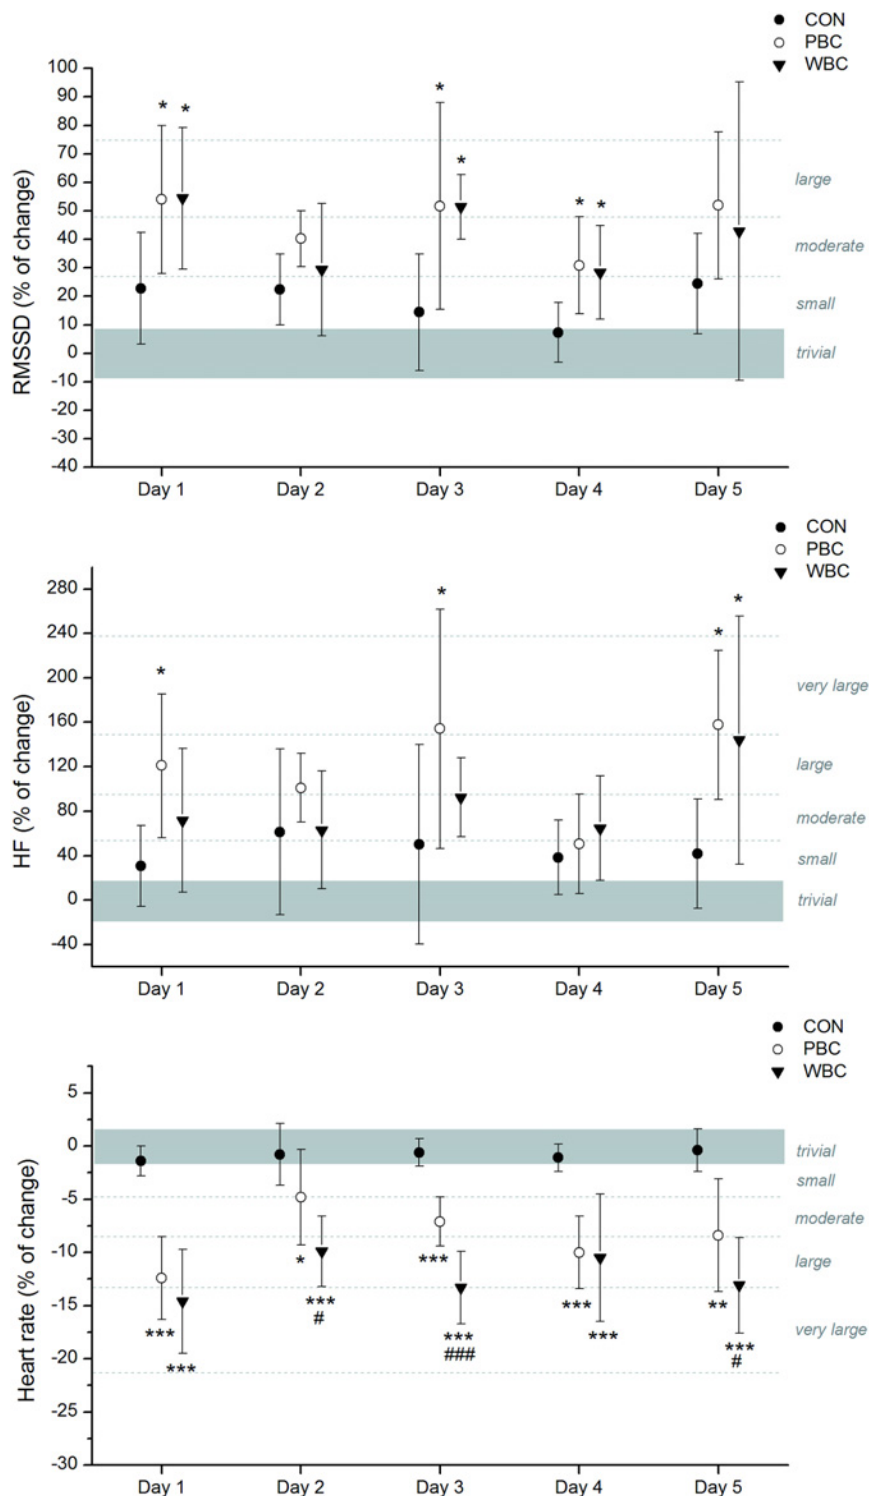 CON
PBC
WBC
RMSSD (% of change)
100
90
80
70
60
50
40
30
20
10
0
-10
-20
-30
-40
* * * * * *
large
moderate
small
trivial
Day 1 Day 2 Day 3 Day 4 Day 5
CON
PBC
WBC
HF (% of change)
280
240
200
160
120
80
40
0
-40
* * * *
very large
large
moderate
small
trivial
Day 1 Day 2 Day 3 Day 4 Day 5
CON
PBC
WBC
Heart rate (% of change)
5
0
-5
-10
-15
-20
-25
-30
trivial
small
moderate
large
very large
*** *** * *** # *** *** ### *** *** ** *** #
Day 1 Day 2 Day 3 Day 4 Day 5